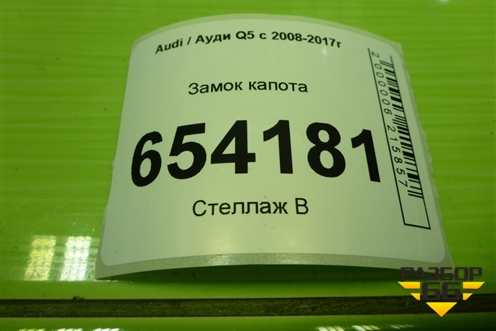 Audi / Ауди Q5 с 2008-2017г
Замок капота
654181
Стеллаж В
2000006215857
РАЗБОР
66